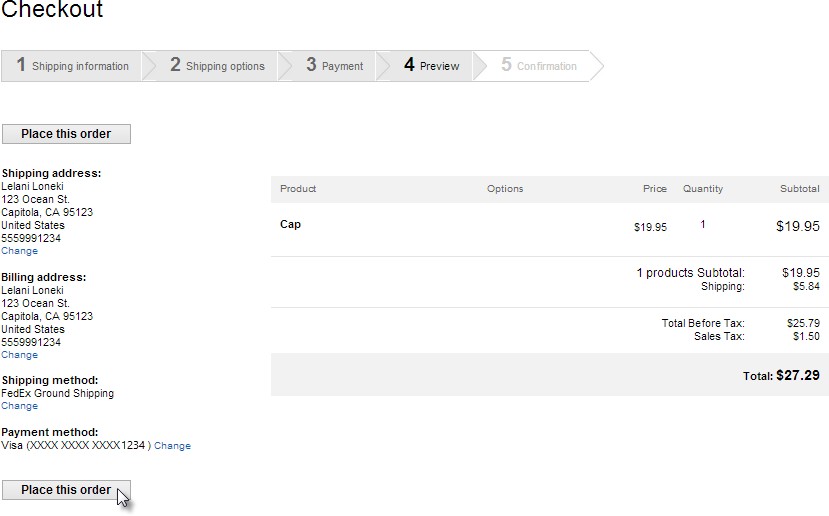 Checkout
1 Shipping information 2 Shipping options 3 Payment 4 Preview 5 Confirmation
Place this order
Shipping address:
Lelani Loneki
123 Ocean St.
Capitola, CA 95123
United States
5559991234
Change
Billing address:
Lelani Loneki
123 Ocean St.
Capitola, CA 95123
United States
5559991234
Change
Shipping method:
FedEx Ground Shipping
Change
Payment method:
Visa (XXXX XXXX XXXX1234 ) Change
Place this order
Product Options Price Quantity Subtotal
Cap $19.95 1 $19.95
1 products Subtotal: $19.95
Shipping: $5.84
Total Before Tax: $25.79
Sales Tax: $1.50
Total: $27.29